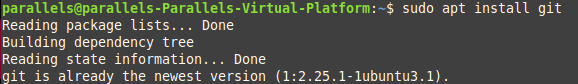 parallels@parallels-Parallels-Virtual-Platform:~$ sudo apt install git
Reading package lists... Done
Building dependency tree
Reading state information... Done
git is already the newest version (1:2.25.1-1ubuntu3.1).